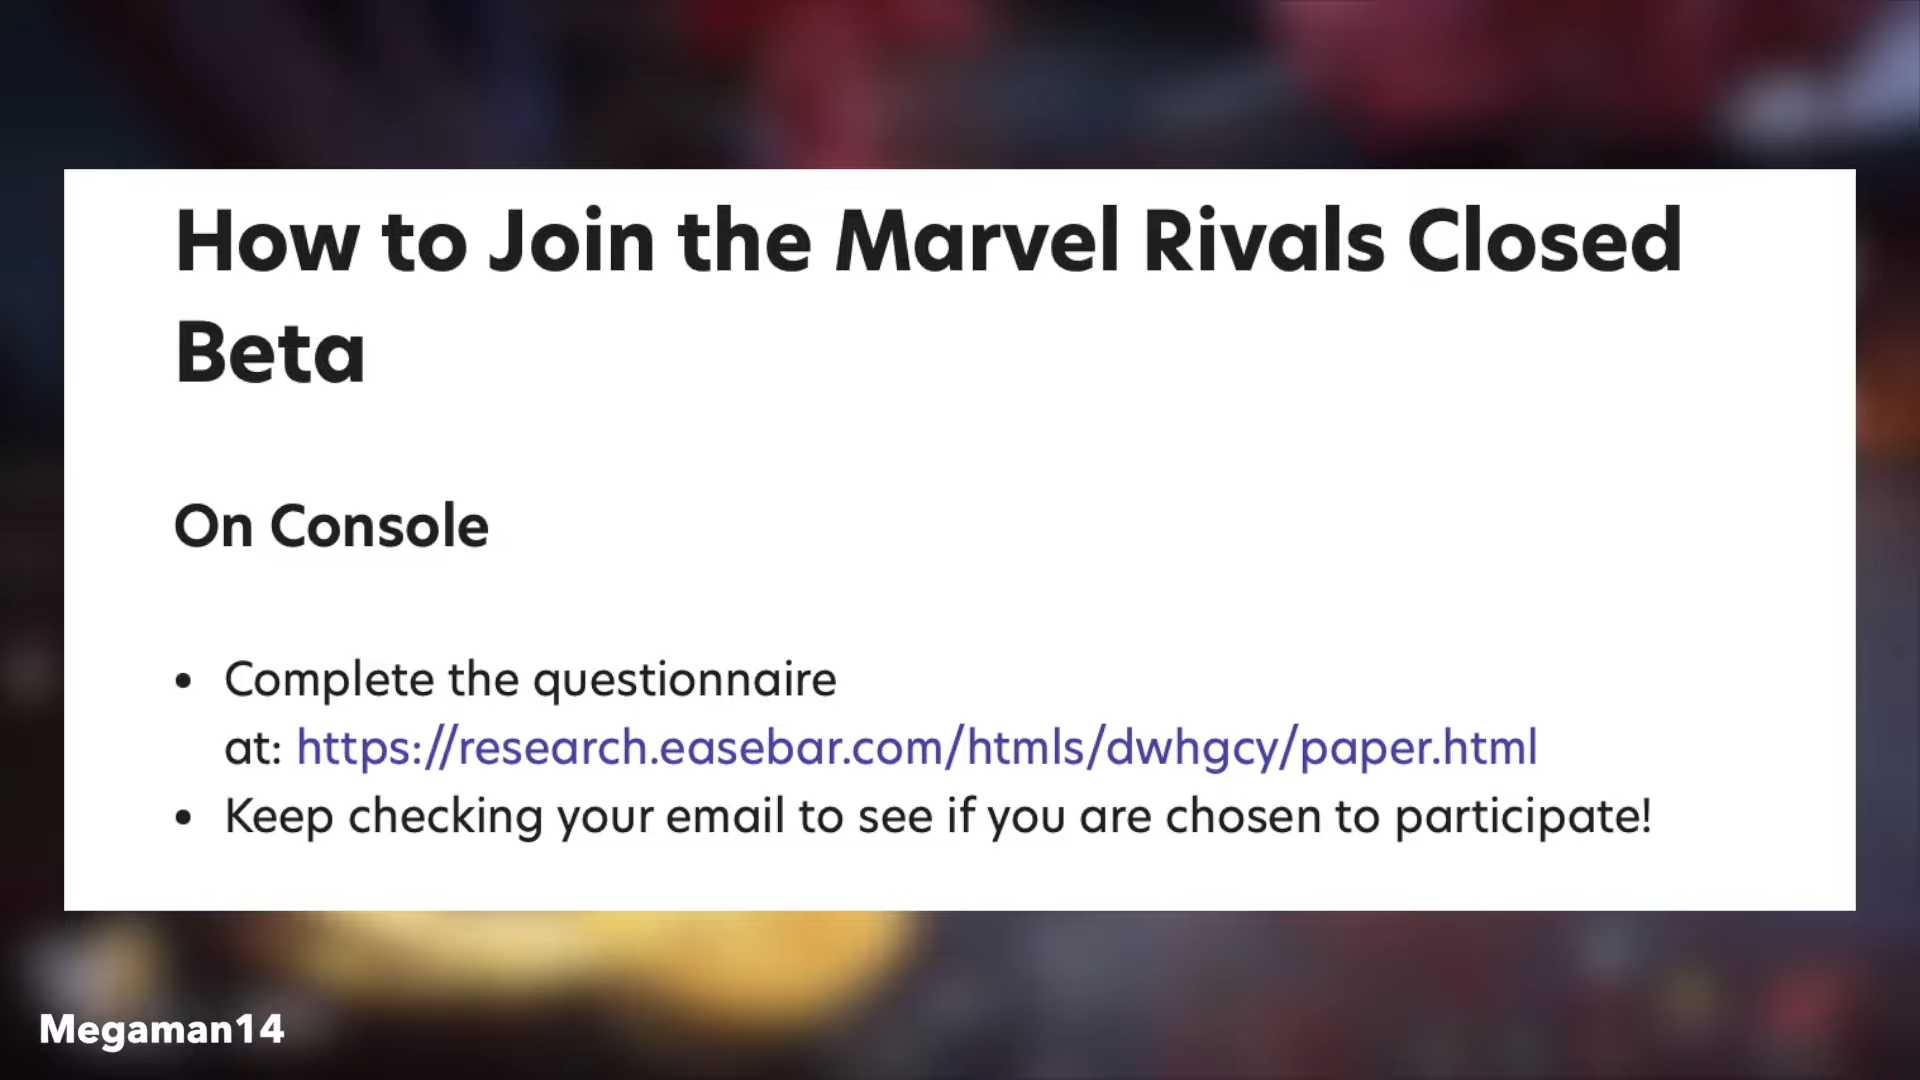 How to Join the Marvel Rivals Closed
Beta
On Console
• Complete the questionnaire
at: https://research.easebar.com/htmls/dwhgcy/paper.html
• Keep checking your email to see if you are chosen to participate!
Megaman14